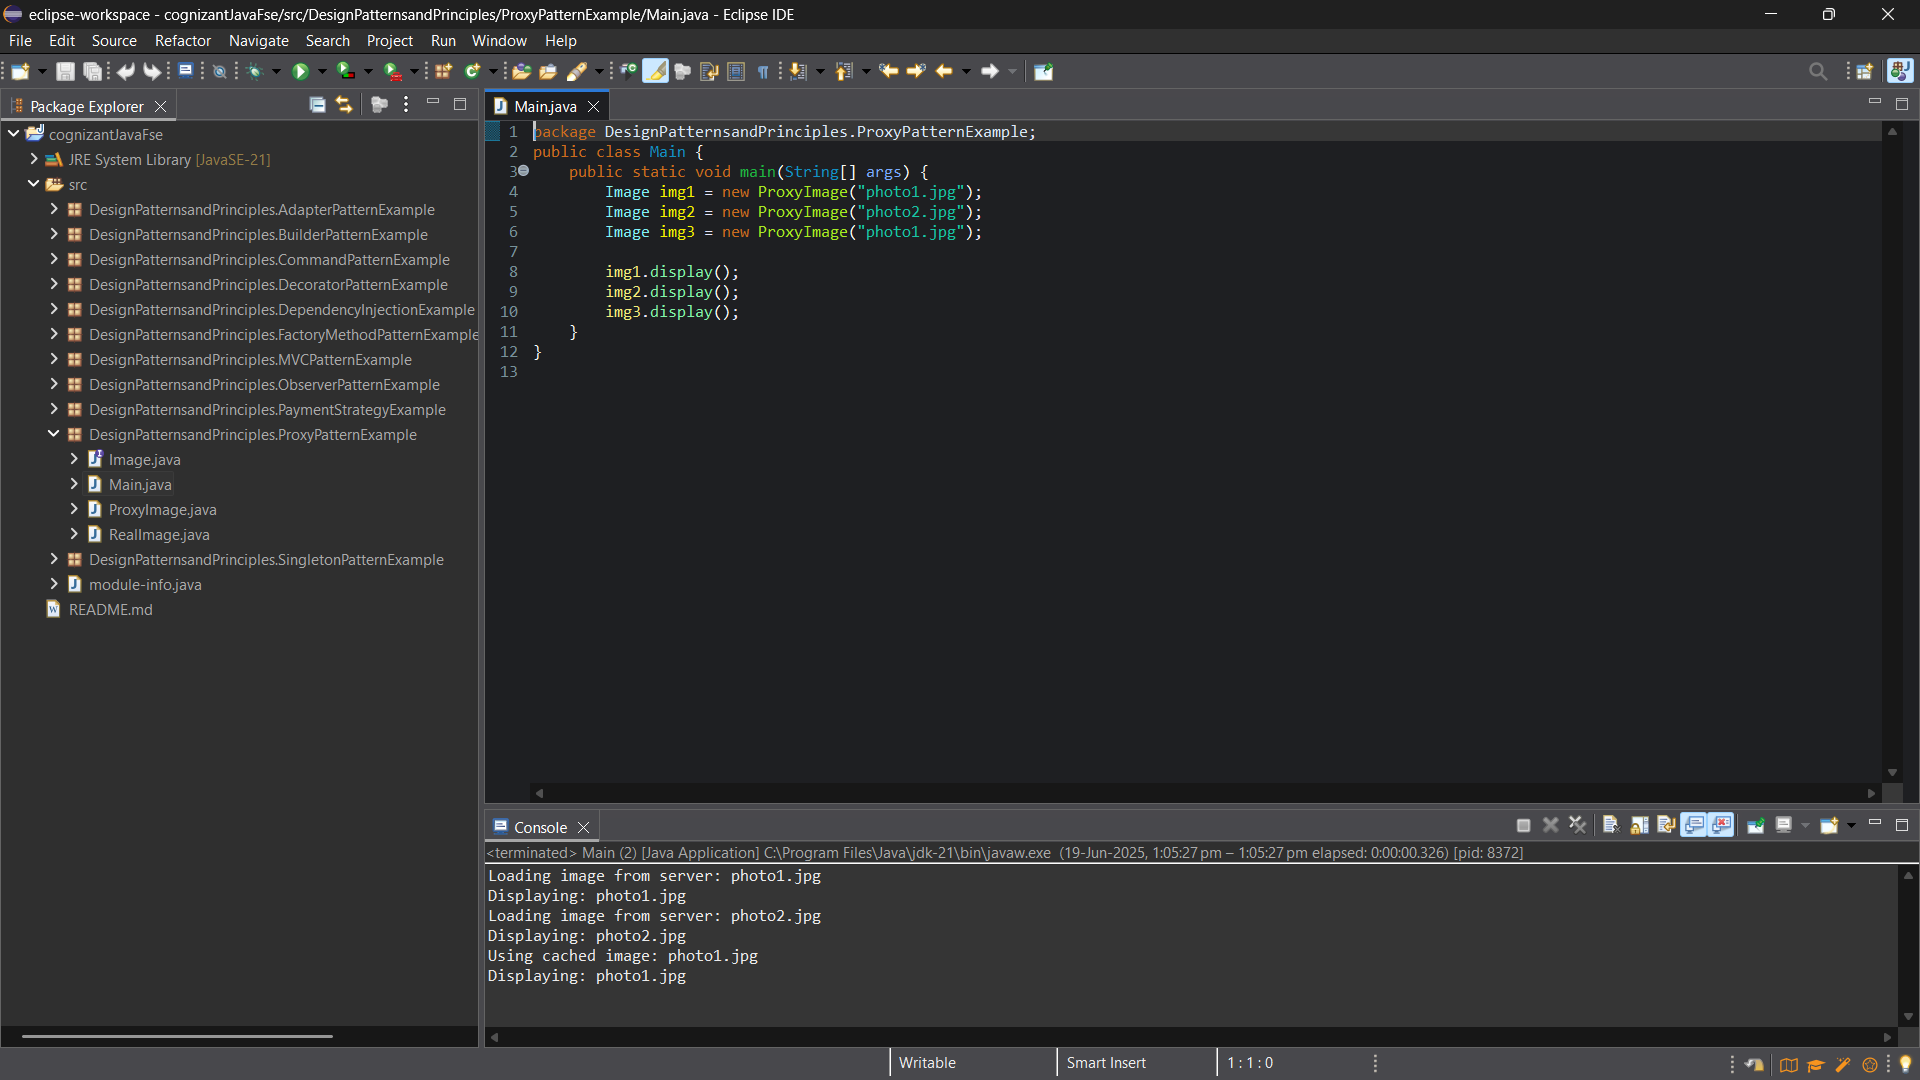 eclipse-workspace - cognizantJavaFse/src/DesignPatternsandPrinciples/ProxyPatternExample/Main.java - Eclipse IDE
File Edit Source Refactor Navigate Search Project Run Window Help
Package Explorer
cognizantJavaFse
JRE System Library [JavaSE-21]
src
DesignPatternsandPrinciples.AdapterPatternExample
DesignPatternsandPrinciples.BuilderPatternExample
DesignPatternsandPrinciples.CommandPatternExample
DesignPatternsandPrinciples.DecoratorPatternExample
DesignPatternsandPrinciples.DependencyInjectionExample
DesignPatternsandPrinciples.FactoryMethodPatternExample
DesignPatternsandPrinciples.MVCPatternExample
DesignPatternsandPrinciples.ObserverPatternExample
DesignPatternsandPrinciples.PaymentStrategyExample
DesignPatternsandPrinciples.ProxyPatternExample
Image.java
Main.java
ProxyImage.java
RealImage.java
DesignPatternsandPrinciples.SingletonPatternExample
module-info.java
README.md
Main.java
1 package DesignPatternsandPrinciples.ProxyPatternExample;
2 public class Main {
3 public static void main(String[] args) {
4 Image img1 = new ProxyImage("photo1.jpg");
5 Image img2 = new ProxyImage("photo2.jpg");
6 Image img3 = new ProxyImage("photo1.jpg");
7
8 img1.display();
9 img2.display();
10 img3.display();
11 }
12 }
13
Console
<terminated> Main (2) [Java Application] C:\Program Files\Java\jdk-21\bin\javaw.exe (19-Jun-2025, 1:05:27 pm – 1:05:27 pm elapsed: 0:00:00.326) [pid: 8372]
Loading image from server: photo1.jpg
Displaying: photo1.jpg
Loading image from server: photo2.jpg
Displaying: photo2.jpg
Using cached image: photo1.jpg
Displaying: photo1.jpg
Writable Smart Insert 1 : 1 : 0